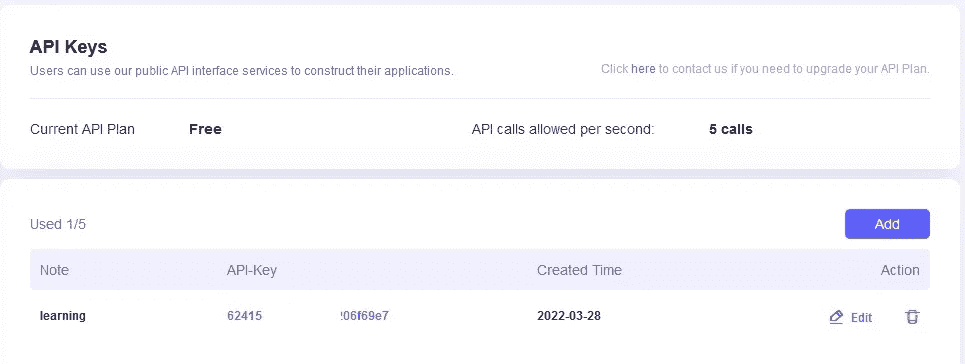 API Keys
Users can use our public API interface services to construct their applications.
Click here to contact us if you need to upgrade your API Plan.
Current API Plan Free API calls allowed per second: 5 calls
Used 1/5
Add
Note API-Key Created Time Action
learning 62415 06f69e7 2022-03-28 Edit